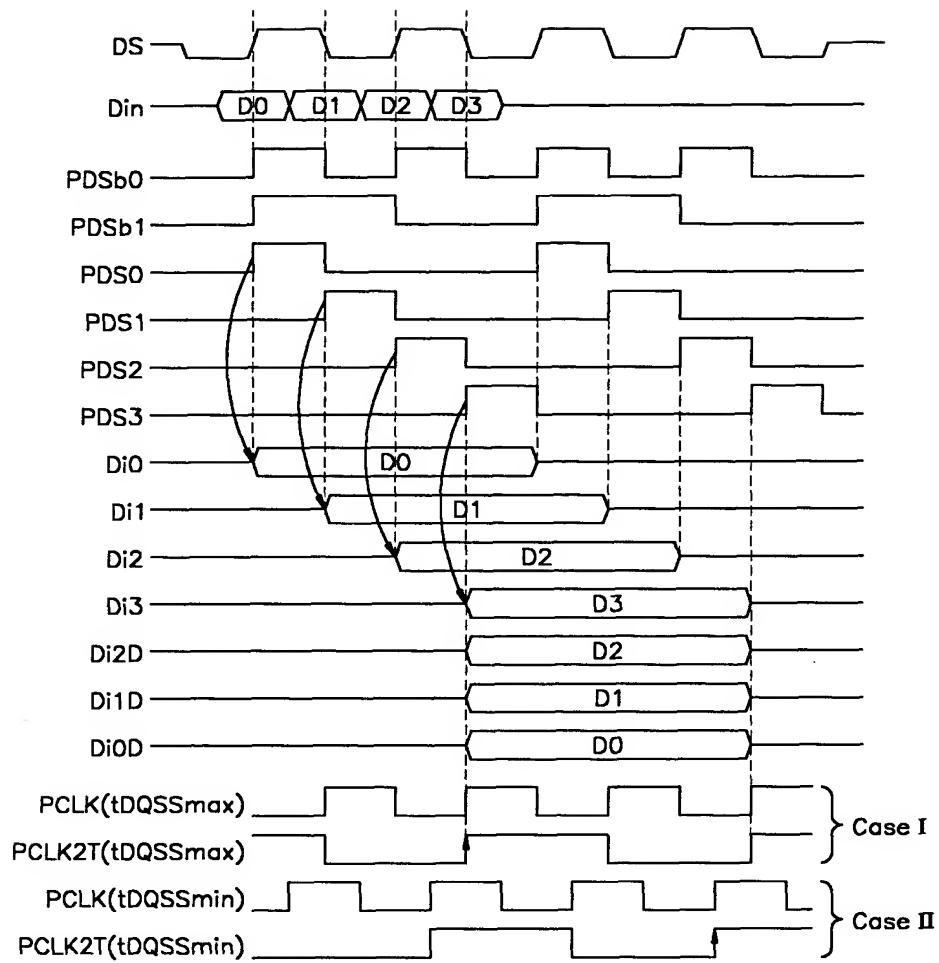 DS
Din D0 D1 D2 D3
PDSb0
PDSb1
PDS0
PDS1
PDS2
PDS3
Di0 D0
Di1 D1
Di2 D2
Di3 D3
Di2D D2
Di1D D1
Di0D D0
PCLK(tDQSSmax)
PCLK2T(tDQSSmax)
Case I
PCLK(tDQSSmin)
PCLK2T(tDQSSmin)
Case II